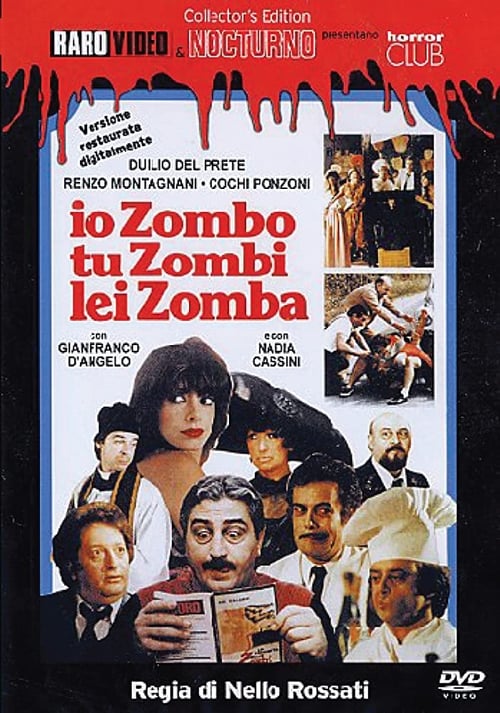 Collector's Edition
RARO VIDEO & NOCTURNO presentano horror CLUB
Versione
restaurata
digitalmente
DUILIO DEL PRETE
RENZO MONTAGNANI • COCHI PONZONI
io Zombo
tu Zombi
lei Zomba
con
GIANFRANCO
D'ANGELO
e con
NADIA
CASSINI
Regia di Nello Rossati
DVD
VIDEO